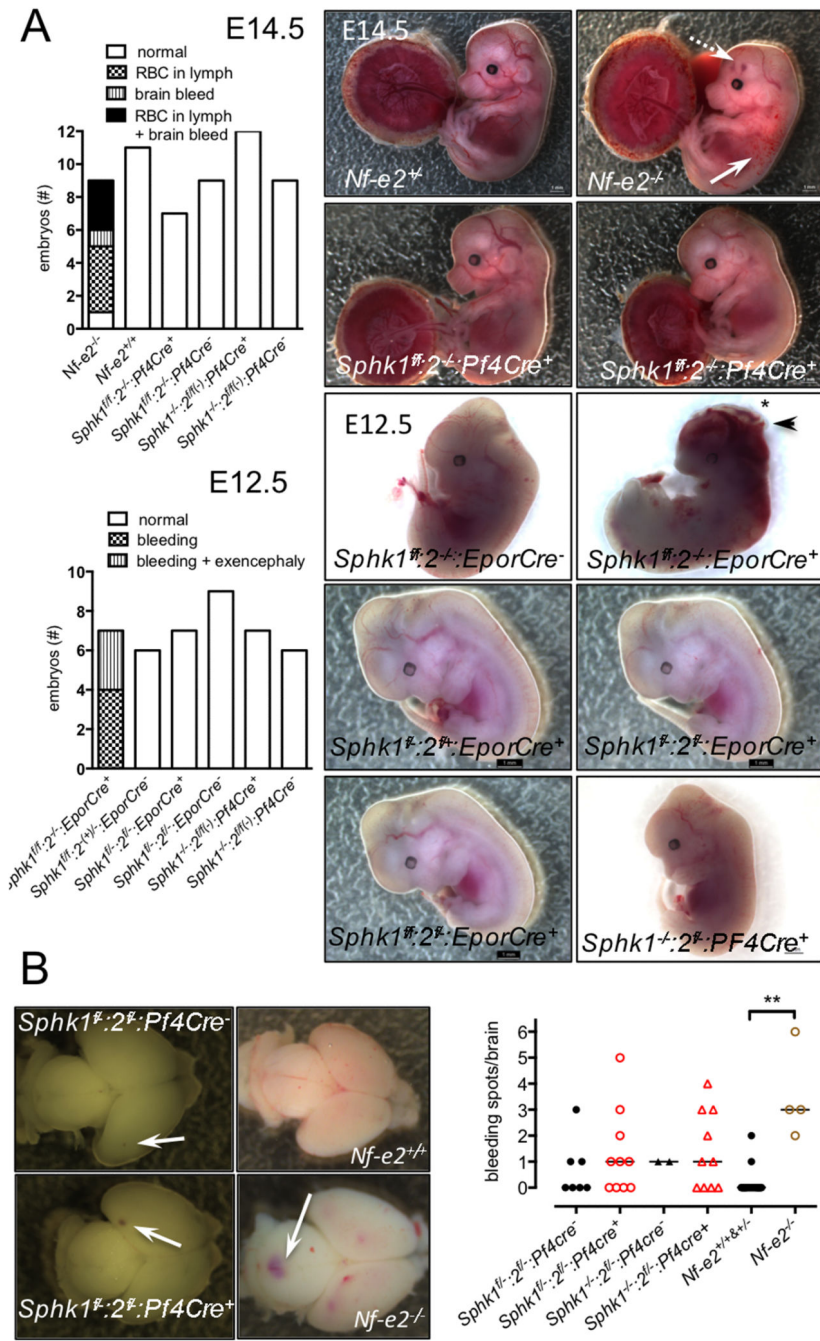 A
E14.5
normal
RBC in lymph
brain bleed
RBC in lymph
+ brain bleed
embryos (#)
12
10
8
6
4
2
0
Nf-e2-/-
Nf-e2+/+
Sphk1f/f:2-/-:Pf4Cre+
Sphk1f/f:2-/-:Pf4Cre-
Sphk1-/-:2f/f(-):Pf4Cre+
Sphk1-/-:2f/f(-):Pf4Cre-
E14.5
Nf-e2+/-
1 mm
Nf-e2-/-
Sphk1f/f:2-/-:Pf4Cre+
Sphk1f/f:2-/-:Pf4Cre+
E12.5
normal
bleeding
bleeding + exencephaly
embryos (#)
10
8
6
4
2
0
Sphk1f/f:2-/-:EporCre+
Sphk1f/f:2(+)/-:EporCre-
Sphk1f/-:2f/-:EporCre+
Sphk1f/-:2f/-:EporCre-
Sphk1-/-:2f/f(-):Pf4Cre+
Sphk1-/-:2f/f(-):Pf4Cre-
E12.5
Sphk1f/f:2-/-:EporCre-
*
Sphk1f/f:2-/-:EporCre+
Sphk1f/-:2f/+:EporCre+
1 mm
Sphk1f/-:2f/-:EporCre+
1 mm
Sphk1f/f:2f/-:EporCre+
Sphk1-/-:2f/-:PF4Cre+
B
Sphk1f/-:2f/-:Pf4Cre-
Nf-e2+/+
Sphk1f/-:2f/-:Pf4Cre+
Nf-e2-/-
bleeding spots/brain
6
5
4
3
2
1
0
**
Sphk1f/-:2f/-:Pf4cre-
Sphk1f/-:2f/-:Pf4cre+
Sphk1-/-:2f/-:Pf4cre-
Sphk1-/-:2f/-:Pf4cre+
Nf-e2+/+&+/-
Nf-e2-/-